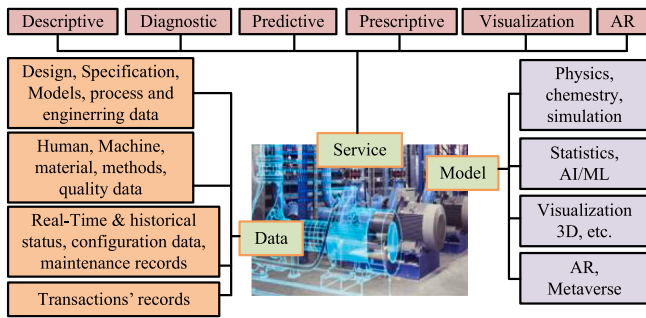 Descriptive
Diagnostic
Predictive
Prescriptive
Visualization
AR
Design, Specification,
Models, process and
enginerring data
Human, Machine,
material, methods,
quality data
Real-Time & historical
status, configuration data,
maintenance records
Transactions' records
Service
Data
Model
Physics,
chemestry,
simulation
Statistics,
AI/ML
Visualization
3D, etc.
AR,
Metaverse